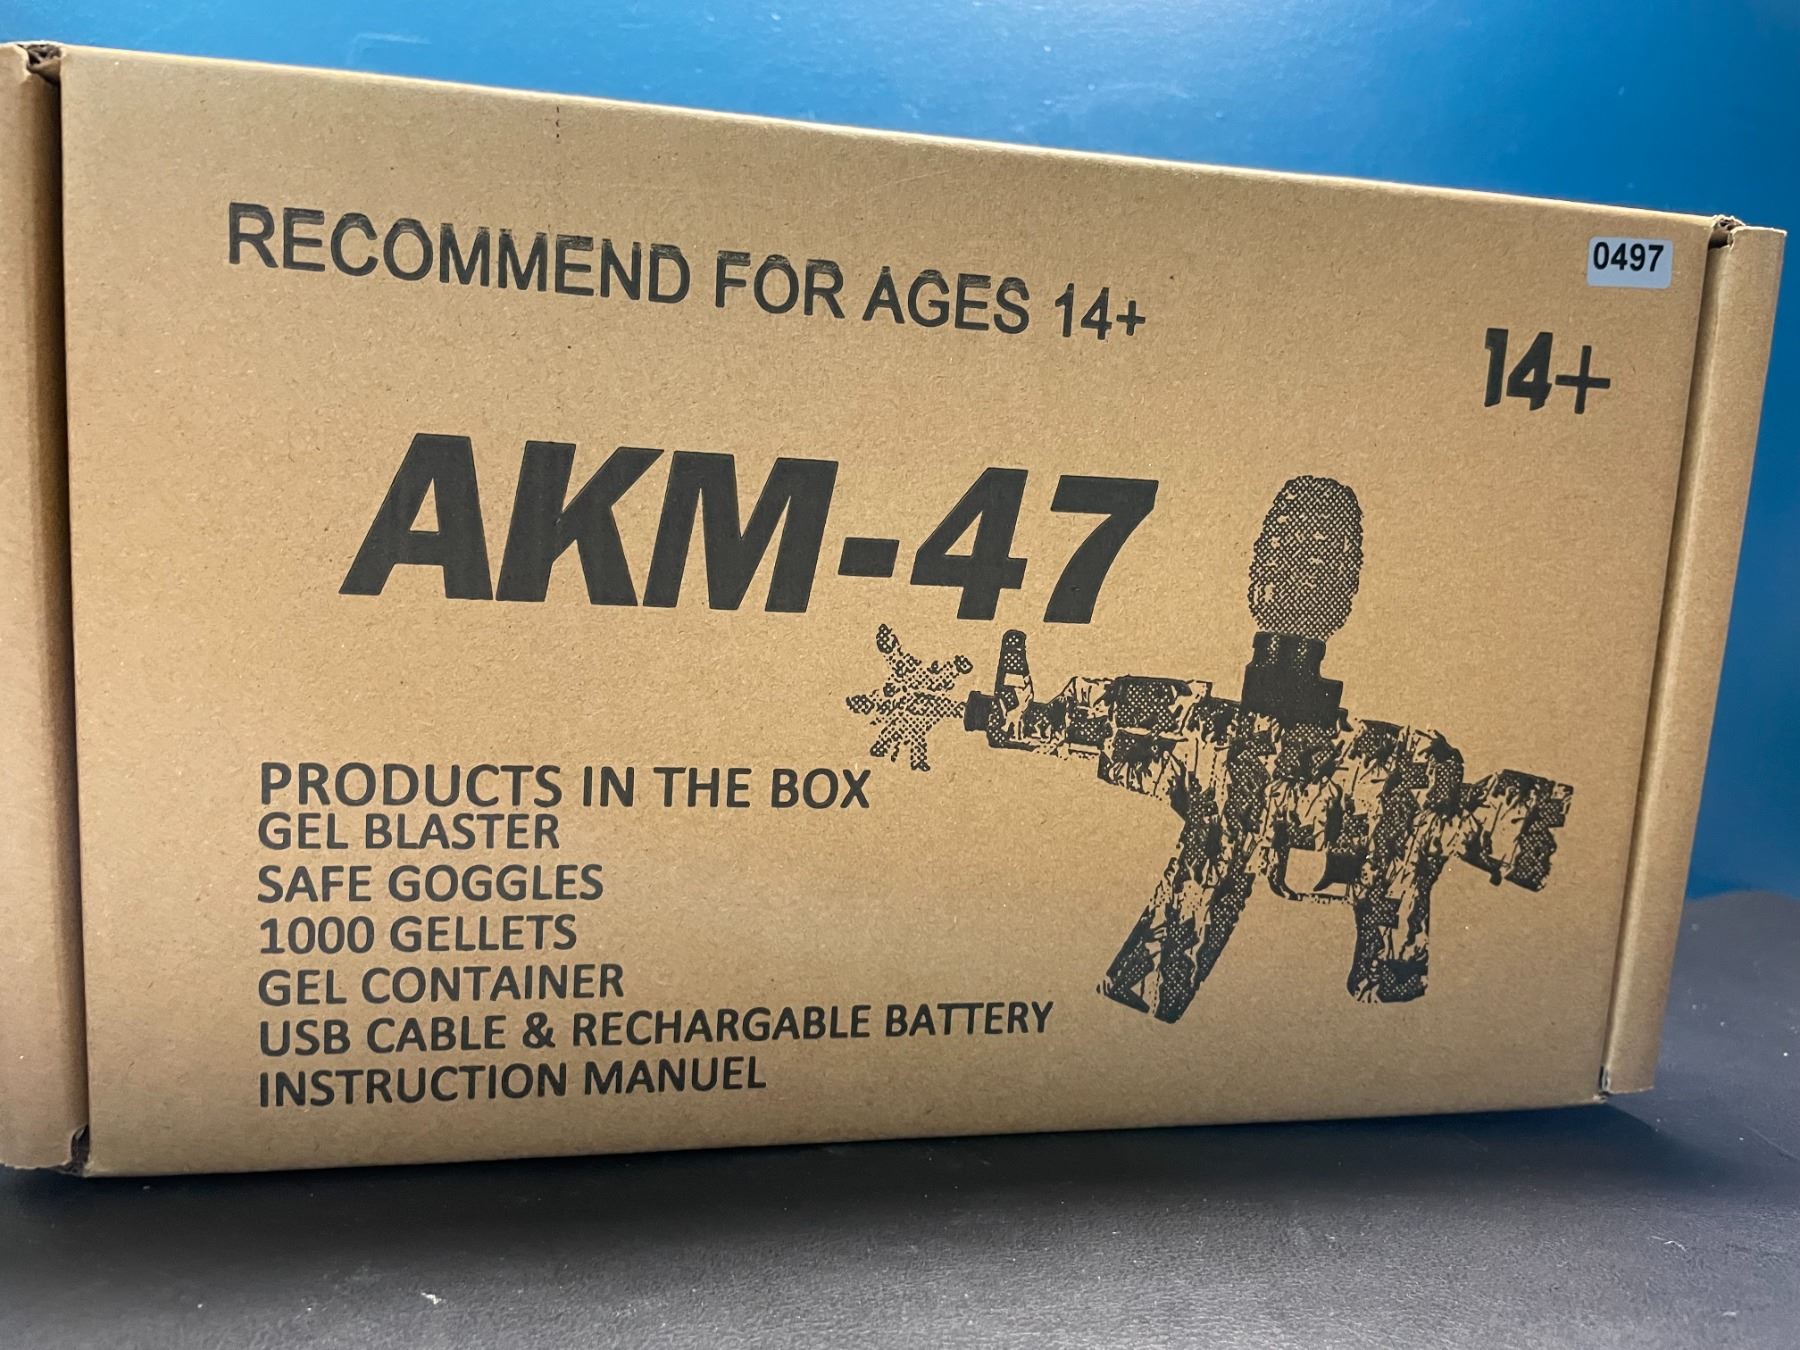 RECOMMEND FOR AGES 14+
0497
14+
AKM-47
PRODUCTS IN THE BOX
GEL BLASTER
SAFE GOGGLES
1000 GELLETS
GEL CONTAINER
USB CABLE & RECHARGABLE BATTERY
INSTRUCTION MANUEL